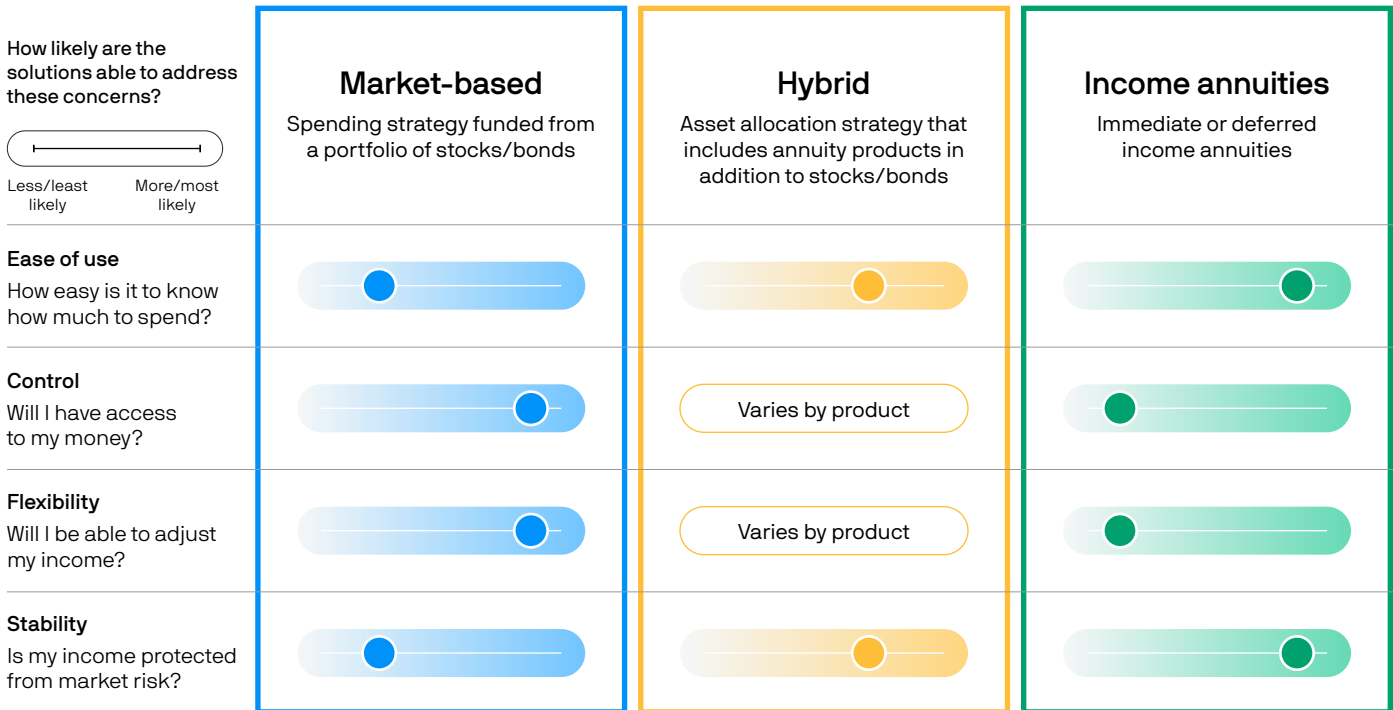 How likely are the
solutions able to address
these concerns?
Less/least
likely
More/most
likely
Market-based
Spending strategy funded from
a portfolio of stocks/bonds
Hybrid
Asset allocation strategy that
includes annuity products in
addition to stocks/bonds
Income annuities
Immediate or deferred
income annuities
Ease of use
How easy is it to know
how much to spend?
Control
Will I have access
to my money?
Varies by product
Flexibility
Will I be able to adjust
my income?
Varies by product
Stability
Is my income protected
from market risk?